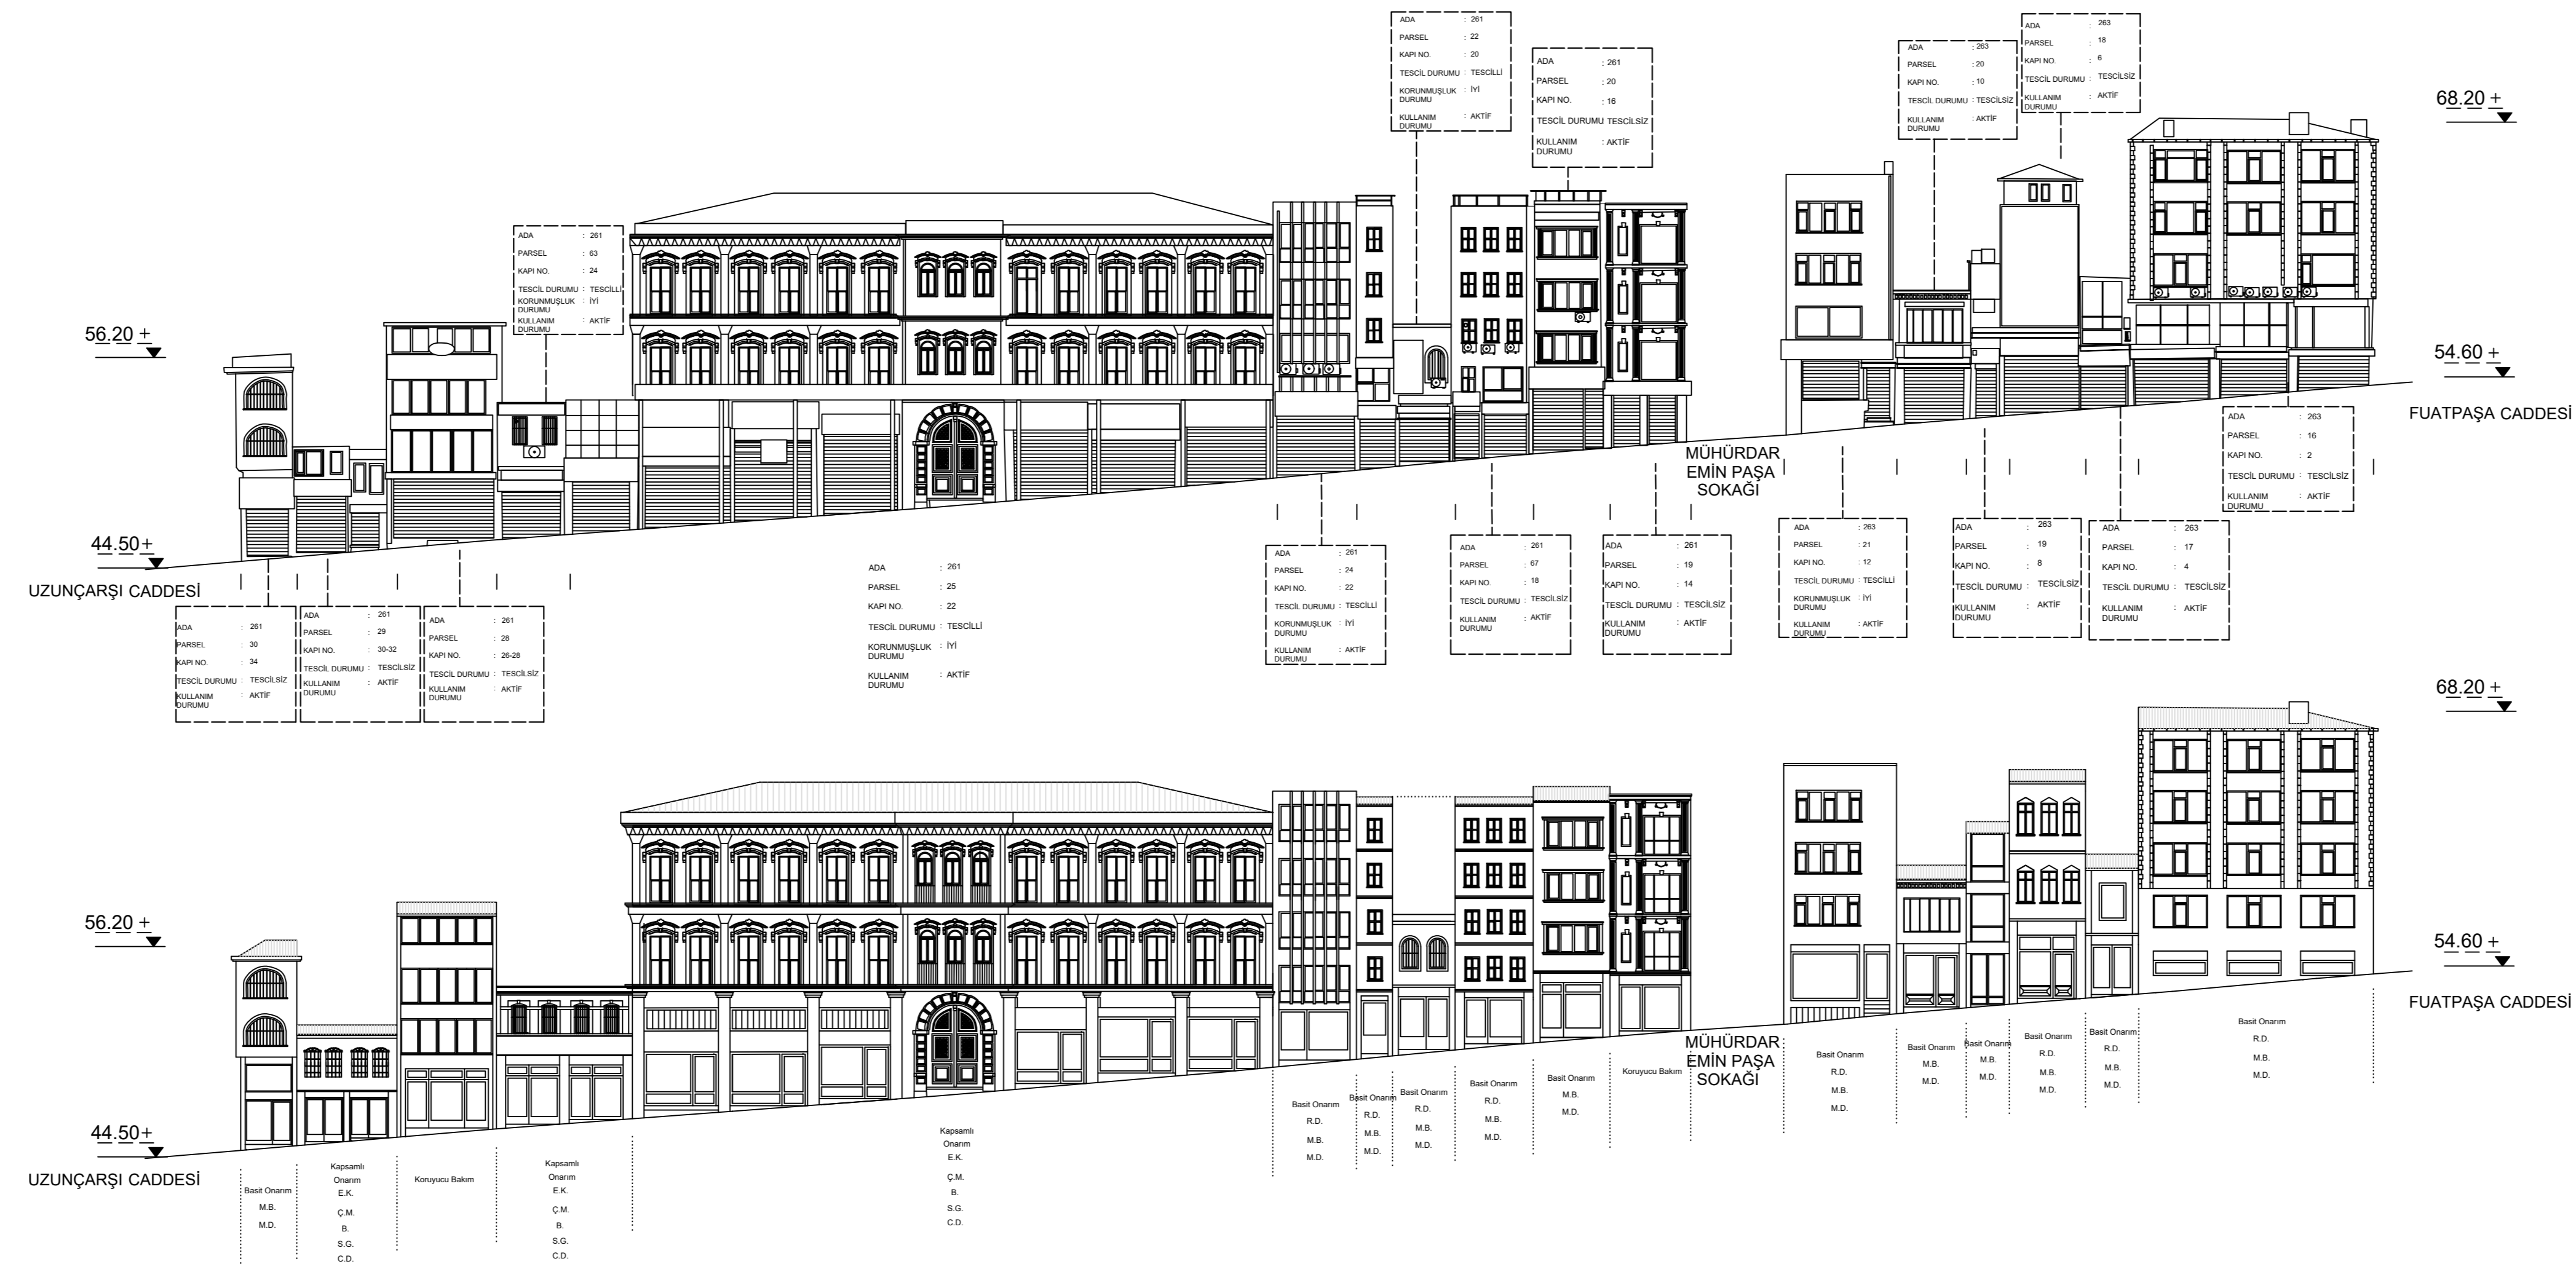 ADA : 261
PARSEL : 22
KAPI NO. : 20
TESCİL DURUMU : TESCİLLİ
KORUNMUŞLUK : İYİ
DURUMU
KULLANIM : AKTİF
DURUMU
ADA : 261
PARSEL : 20
KAPI NO. : 16
TESCİL DURUMU TESCİLSİZ
KULLANIM : AKTİF
DURUMU
ADA : 263
PARSEL : 20
KAPI NO. : 10
TESCİL DURUMU : TESCİLSİZ
KULLANIM : AKTİF
DURUMU
ADA : 263
PARSEL : 18
KAPI NO. : 6
TESCİL DURUMU : TESCİLSİZ
KULLANIM : AKTİF
DURUMU
68.20 +
ADA : 261
PARSEL : 63
KAPI NO. : 24
TESCİL DURUMU : TESCİLLİ
KORUNMUŞLUK : İYİ
DURUMU
KULLANIM : AKTİF
DURUMU
56.20 +
54.60 +
FUATPAŞA CADDESİ
44.50+
UZUNÇARŞI CADDESİ
MÜHÜRDAR
EMİN PAŞA
SOKAĞI
ADA : 263
PARSEL : 16
KAPI NO. : 2
TESCİL DURUMU : TESCİLSİZ
KULLANIM : AKTİF
DURUMU
ADA : 261
PARSEL : 30
KAPI NO. : 34
TESCİL DURUMU : TESCİLSİZ
KULLANIM : AKTİF
DURUMU
ADA : 261
PARSEL : 29
KAPI NO. : 30-32
TESCİL DURUMU : TESCİLSİZ
KULLANIM : AKTİF
DURUMU
ADA : 261
PARSEL : 28
KAPI NO. : 26-28
TESCİL DURUMU : TESCİLSİZ
KULLANIM : AKTİF
DURUMU
ADA : 261
PARSEL : 25
KAPI NO. : 22
TESCİL DURUMU : TESCİLLİ
KORUNMUŞLUK : İYİ
DURUMU
KULLANIM : AKTİF
DURUMU
ADA : 261
PARSEL : 24
KAPI NO. : 22
TESCİL DURUMU : TESCİLLİ
KORUNMUŞLUK : İYİ
DURUMU
KULLANIM : AKTİF
DURUMU
ADA : 261
PARSEL : 67
KAPI NO. : 18
TESCİL DURUMU : TESCİLSİZ
KULLANIM : AKTİF
DURUMU
ADA : 261
PARSEL : 19
KAPI NO. : 14
TESCİL DURUMU : TESCİLSİZ
KULLANIM : AKTİF
DURUMU
ADA : 263
PARSEL : 21
KAPI NO. : 12
TESCİL DURUMU : TESCİLLİ
KORUNMUŞLUK : İYİ
DURUMU
KULLANIM : AKTİF
DURUMU
ADA : 263
PARSEL : 19
KAPI NO. : 8
TESCİL DURUMU : TESCİLSİZ
KULLANIM : AKTİF
DURUMU
ADA : 263
PARSEL : 17
KAPI NO. : 4
TESCİL DURUMU : TESCİLSİZ
KULLANIM : AKTİF
DURUMU
68.20 +
56.20 +
54.60 +
FUATPAŞA CADDESİ
44.50+
UZUNÇARŞI CADDESİ
MÜHÜRDAR
EMİN PAŞA
SOKAĞI
Basit Onarım
M.B.
M.D.
Kapsamlı
Onarım
E.K.
Ç.M.
B.
S.G.
C.D.
Koruyucu Bakım
Kapsamlı
Onarım
E.K.
Ç.M.
B.
S.G.
C.D.
Kapsamlı
Onarım
E.K.
Ç.M.
B.
S.G.
C.D.
Basit Onarım
R.D.
M.B.
M.D.
Basit Onarım
R.D.
M.B.
M.D.
Basit Onarım
R.D.
M.B.
M.D.
Basit Onarım
R.D.
M.B.
M.D.
Basit Onarım
M.B.
M.D.
Koruyucu Bakım
Basit Onarım
R.D.
M.B.
M.D.
Basit Onarım
M.B.
M.D.
Basit Onarım
M.B.
M.D.
Basit Onarım
R.D.
M.B.
M.D.
Basit Onarım
R.D.
M.B.
M.D.
Basit Onarım
R.D.
M.B.
M.D.